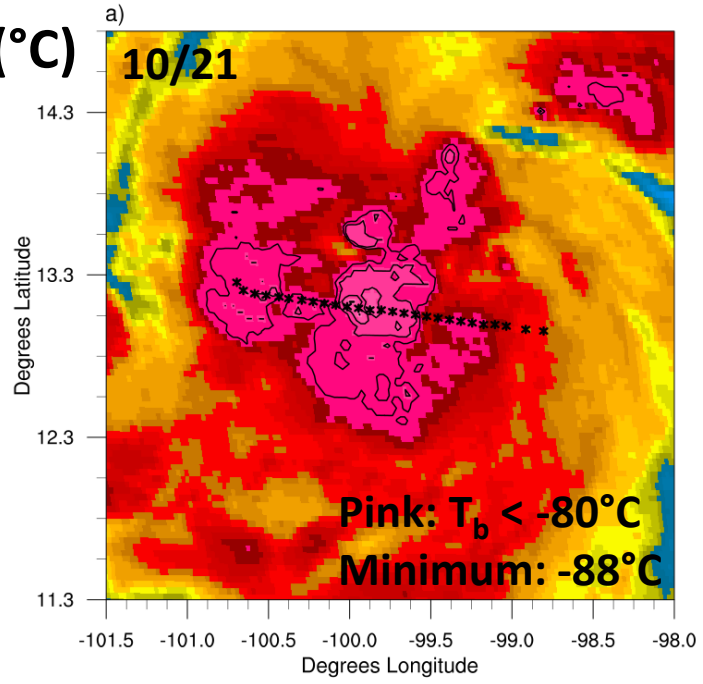 a)
(°C)
10/21
14.3
13.3
12.3
11.3
Degrees Latitude
Pink: Tb < -80°C
Minimum: -88°C
-101.5 -101.0 -100.5 -100.0 -99.5 -99.0 -98.5 -98.0
Degrees Longitude